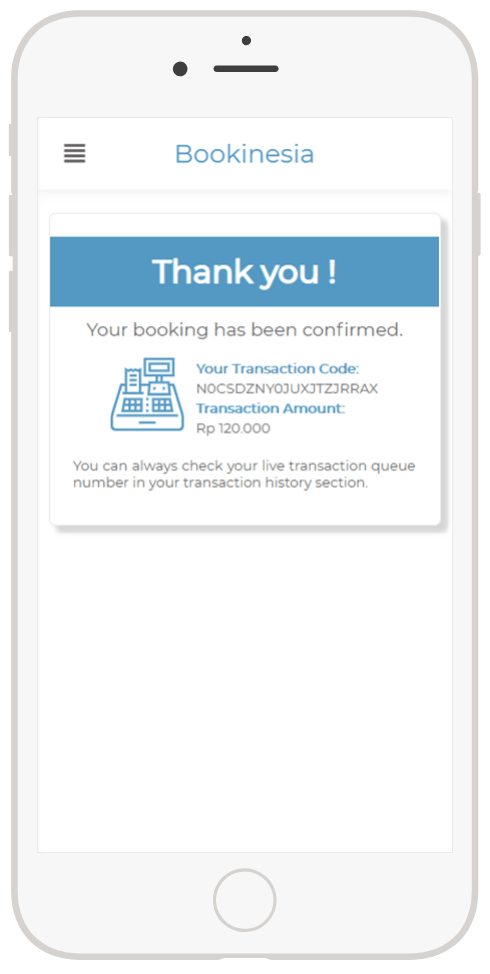 Bookinesia
Thank you !
Your booking has been confirmed.
Your Transaction Code:
N0CSDZNY0JUXJTZJRRAX
Transaction Amount:
Rp 120.000
You can always check your live transaction queue
number in your transaction history section.